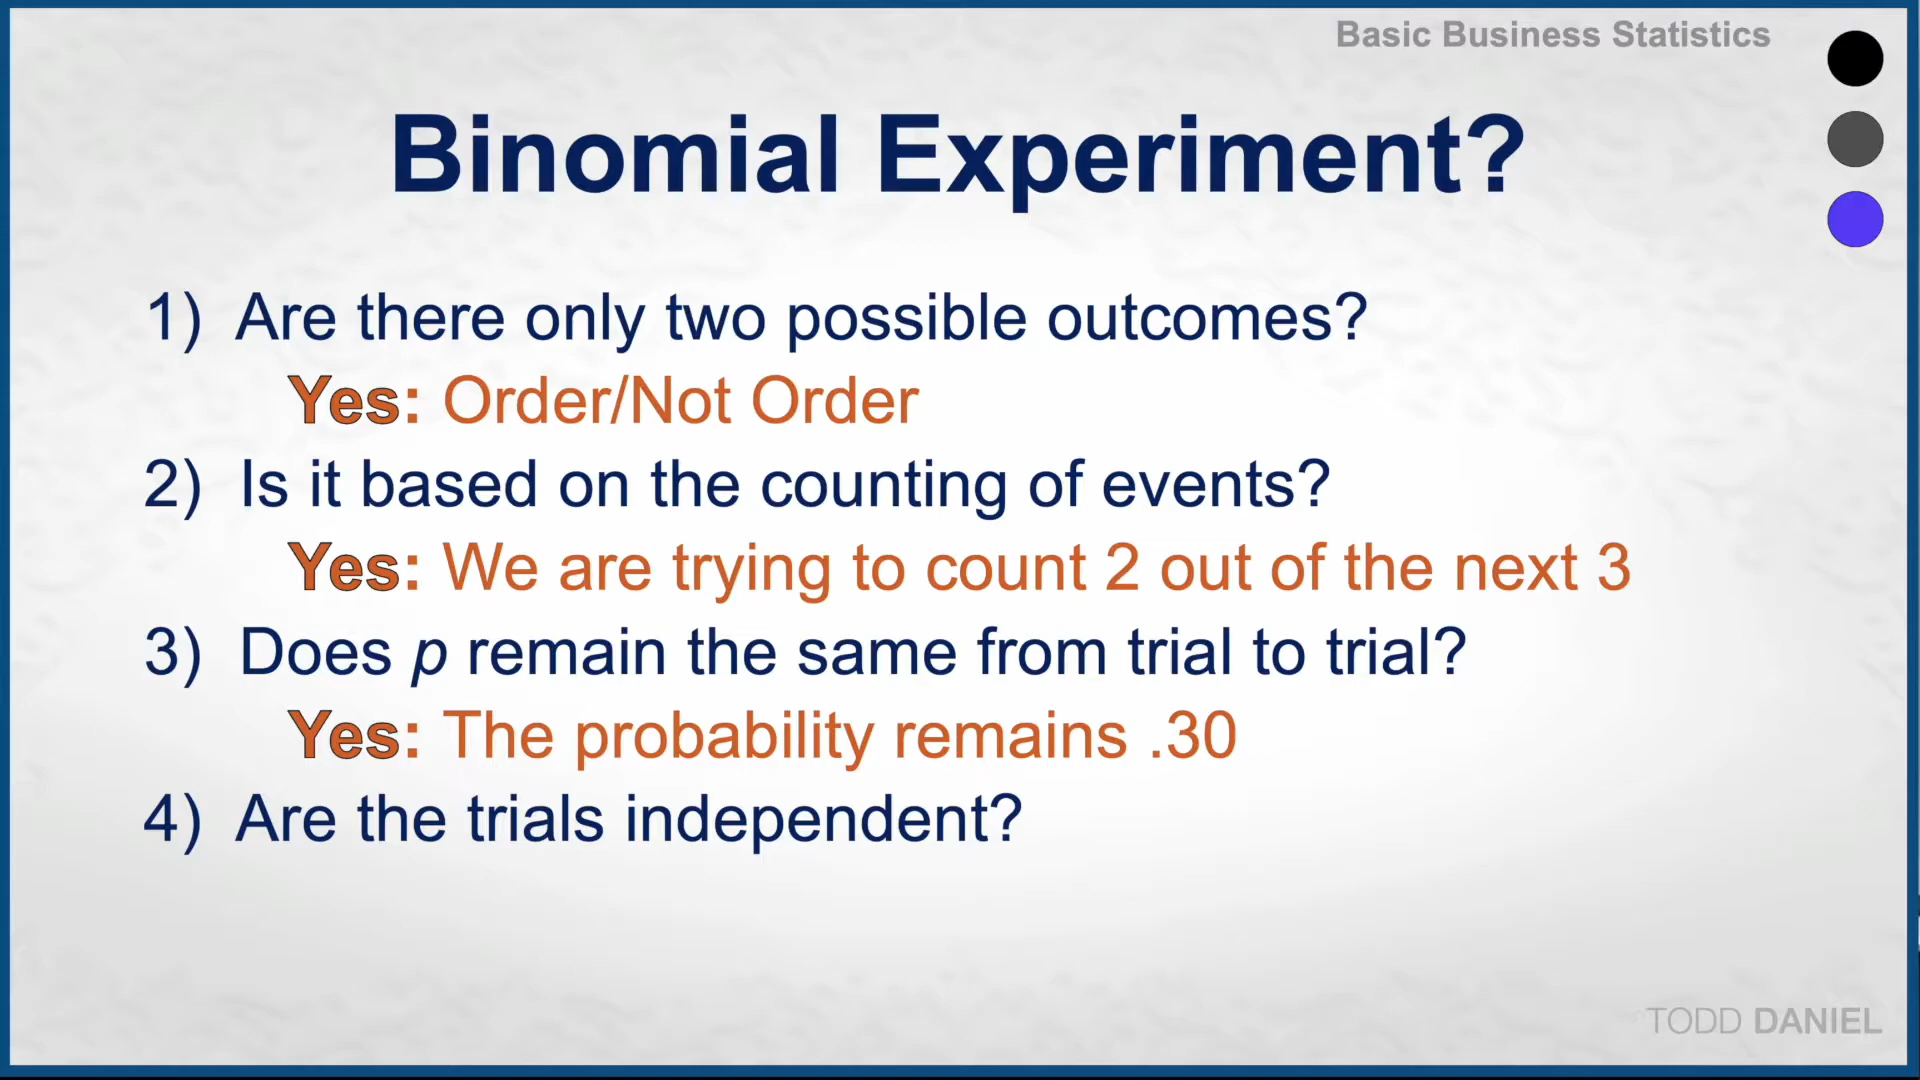 Basic Business Statistics
Binomial Experiment?
1) Are there only two possible outcomes?
Yes: Order/Not Order
2) Is it based on the counting of events?
Yes: We are trying to count 2 out of the next 3
3) Does p remain the same from trial to trial?
Yes: The probability remains .30
4) Are the trials independent?
TODD DANIEL